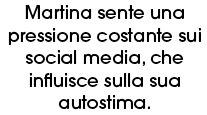 Martina sente una
pressione costante sui
social media, che
influisce sulla sua
autostima.